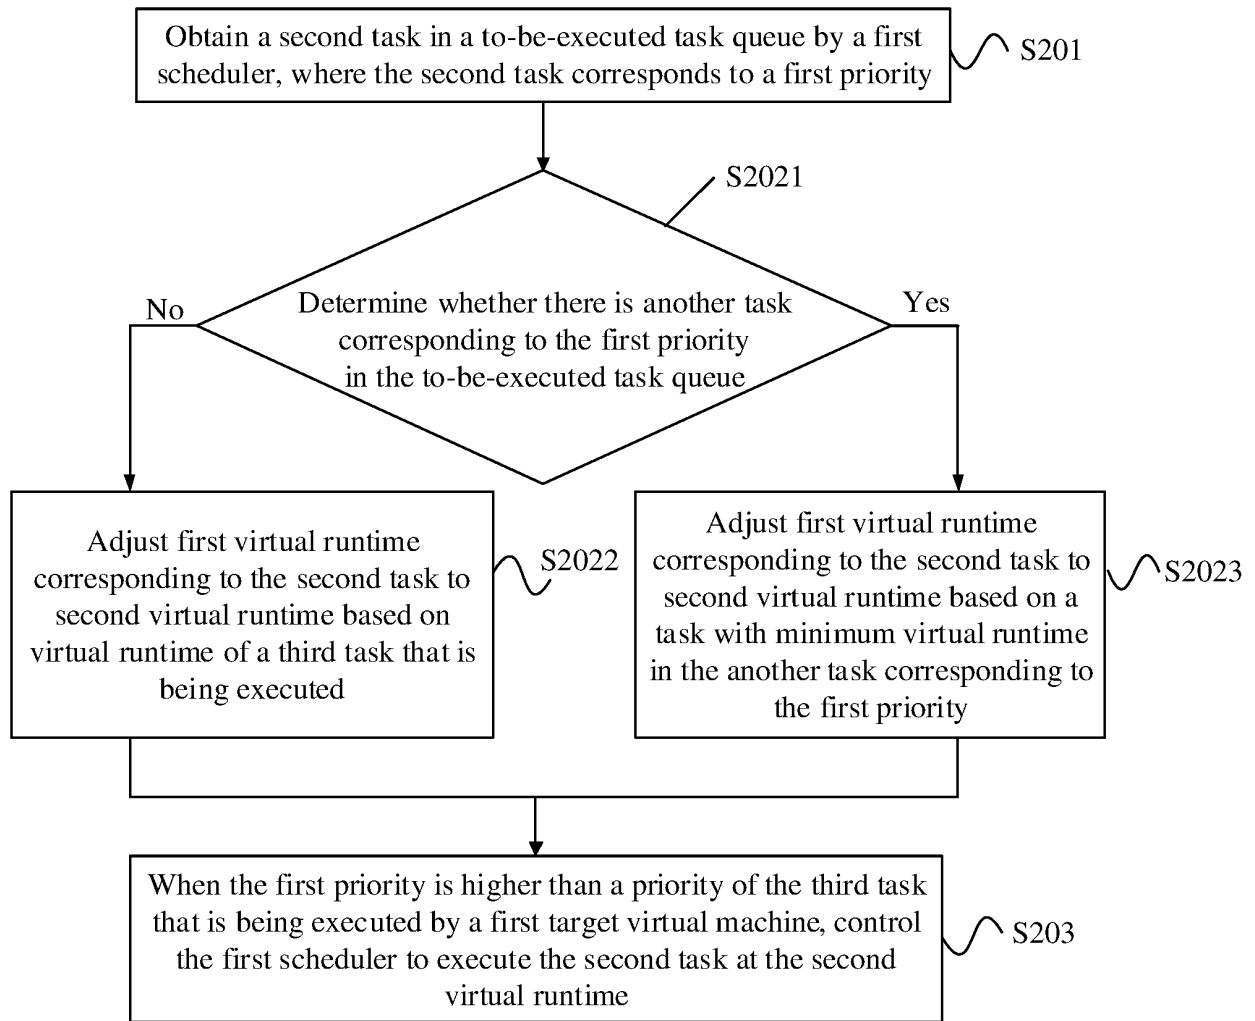 Obtain a second task in a to-be-executed task queue by a first
scheduler, where the second task corresponds to a first priority
S201
S2021
No
Yes
Determine whether there is another task
corresponding to the first priority
in the to-be-executed task queue
Adjust first virtual runtime
corresponding to the second task to
second virtual runtime based on
virtual runtime of a third task that is
being executed
S2022
Adjust first virtual runtime
corresponding to the second task to
second virtual runtime based on a
task with minimum virtual runtime
in the another task corresponding to
the first priority
S2023
When the first priority is higher than a priority of the third task
that is being executed by a first target virtual machine, control
the first scheduler to execute the second task at the second
virtual runtime
S203